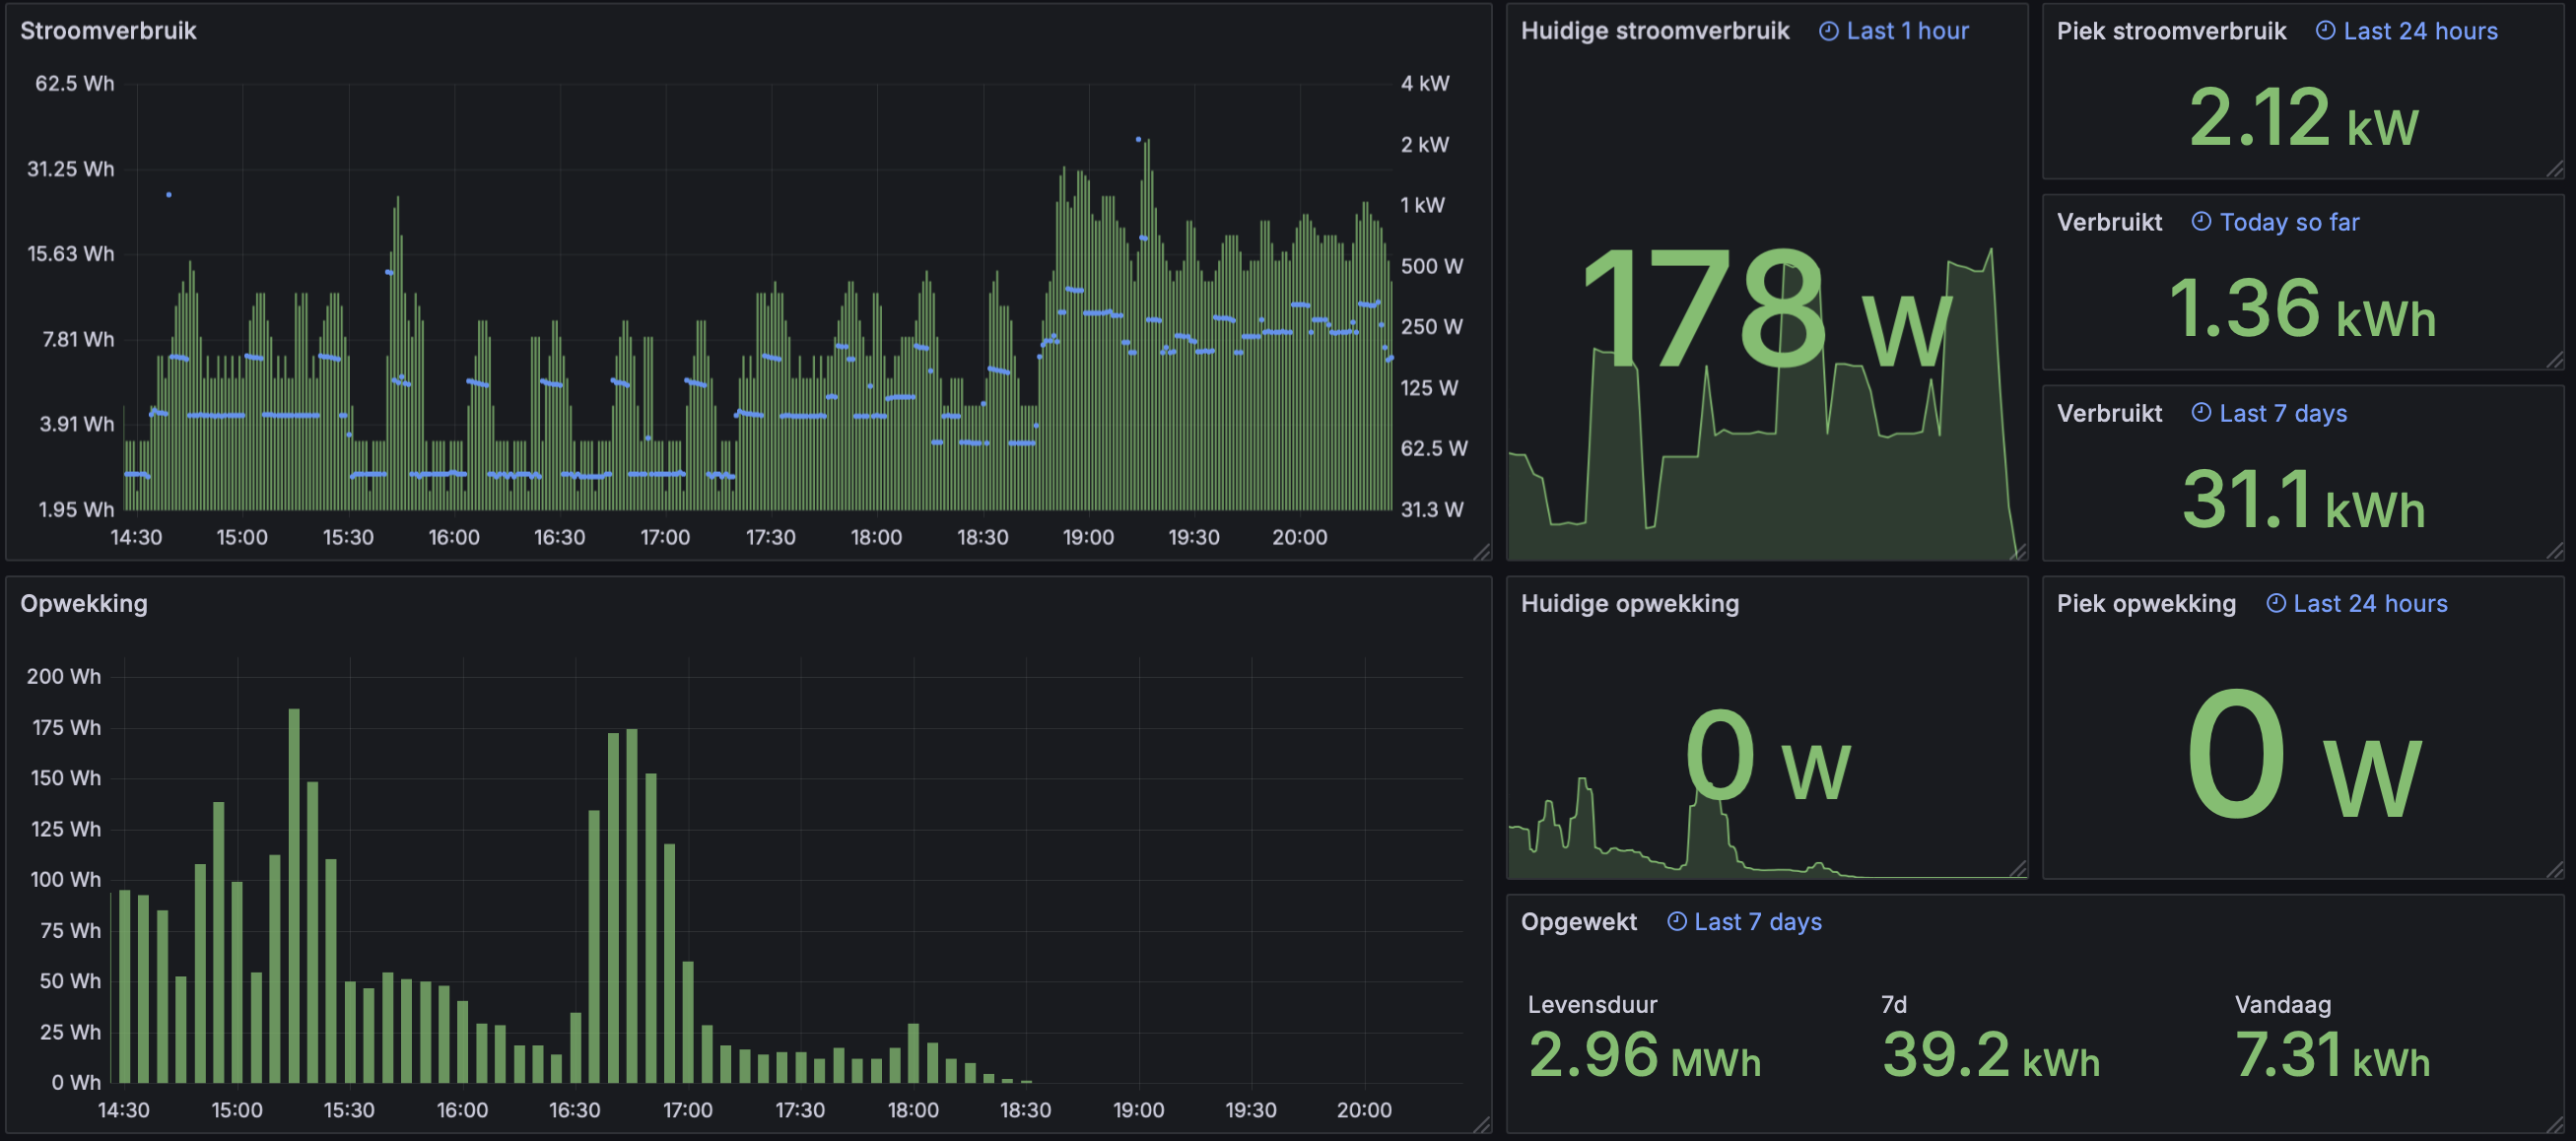 Stroomverbruik
62.5 Wh
31.25 Wh
15.63 Wh
7.81 Wh
3.91 Wh
1.95 Wh
4 kW
2 kW
1 kW
500 W
250 W
125 W
62.5 W
31.3 W
14:30 15:00 15:30 16:00 16:30 17:00 17:30 18:00 18:30 19:00 19:30 20:00
Huidige stroomverbruik Last 1 hour
178 W
Piek stroomverbruik Last 24 hours
2.12 kW
Verbruikt Today so far
1.36 kWh
Verbruikt Last 7 days
31.1 kWh
Opwekking
200 Wh
175 Wh
150 Wh
125 Wh
100 Wh
75 Wh
50 Wh
25 Wh
0 Wh
14:30 15:00 15:30 16:00 16:30 17:00 17:30 18:00 18:30 19:00 19:30 20:00
Huidige opwekking
0 W
Piek opwekking Last 24 hours
0 W
Opgewekt Last 7 days
Levensduur
2.96 MWh
7d
39.2 kWh
Vandaag
7.31 kWh